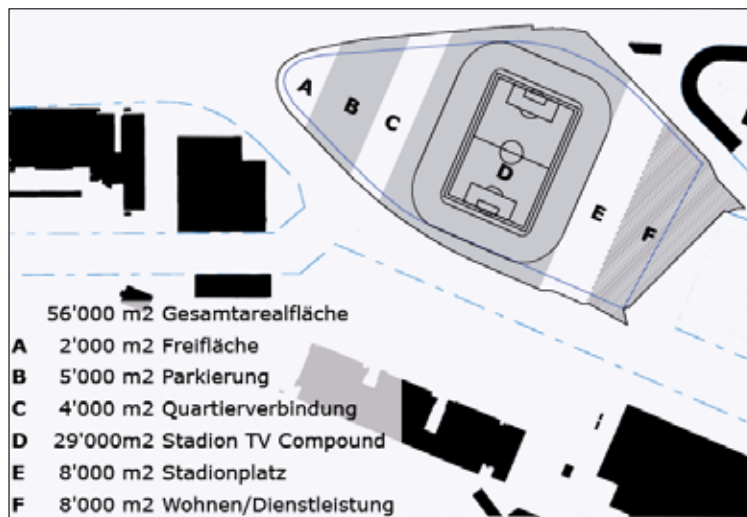 A
B
C
D
E
F
56'000 m2 Gesamtarealfläche
A 2'000 m2 Freifläche
B 5'000 m2 Parkierung
C 4'000 m2 Quartierverbindung
D 29'000m2 Stadion TV Compound
E 8'000 m2 Stadionplatz
F 8'000 m2 Wohnen/Dienstleistung